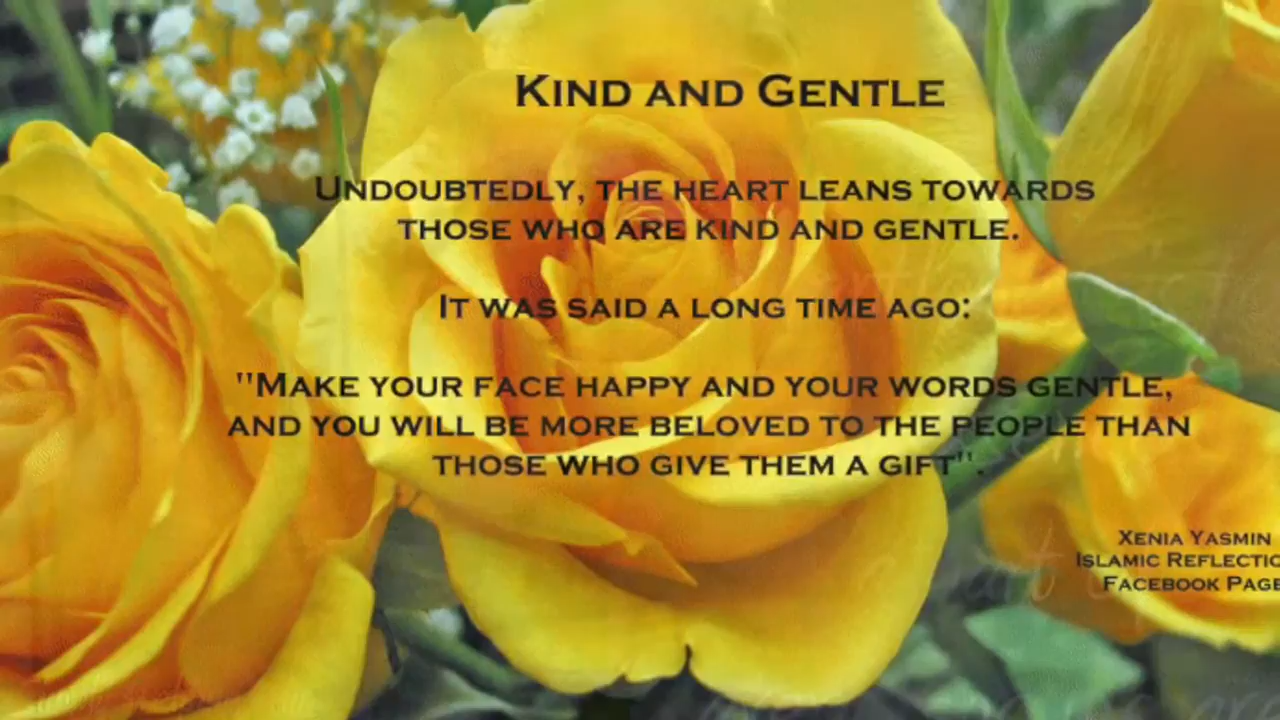 KIND AND GENTLE
UNDOUBTEDLY, THE HEART LEANS TOWARDS
THOSE WHO ARE KIND AND GENTLE.
IT WAS SAID A LONG TIME AGO:
"MAKE YOUR FACE HAPPY AND YOUR WORDS GENTLE,
AND YOU WILL BE MORE BELOVED TO THE PEOPLE THAN
THOSE WHO GIVE THEM A GIFT".
XENIA YASMIN
ISLAMIC REFLECTIO
FACEBOOK PAGE